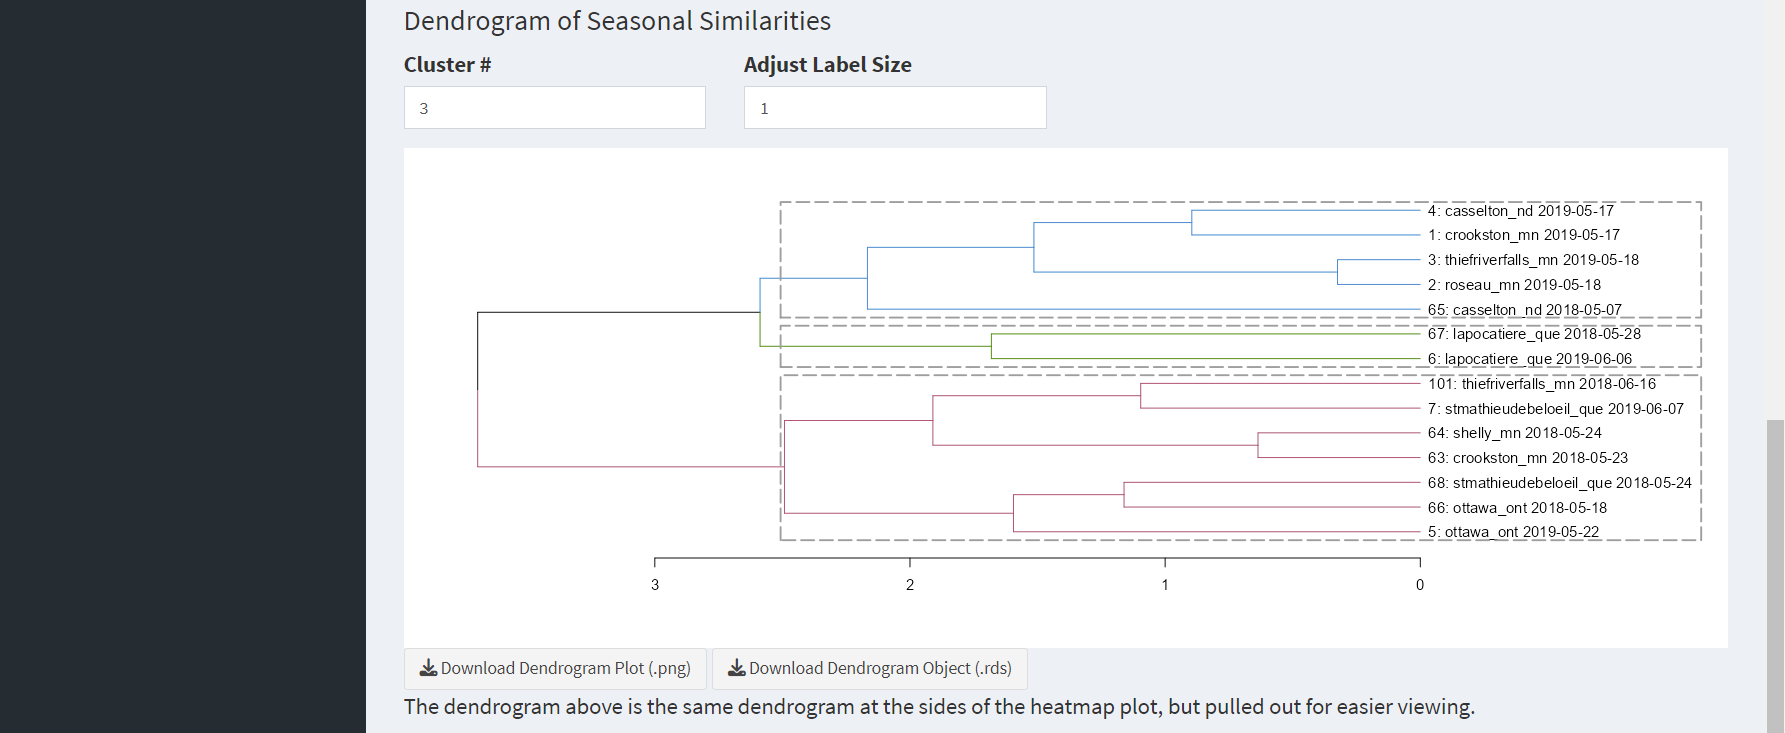 Dendrogram of Seasonal Similarities
Cluster #
Adjust Label Size
3
1
4: casselton_nd 2019-05-17
1: crookston_mn 2019-05-17
3: thiefriverfalls_mn 2019-05-18
2: roseau_mn 2019-05-18
65: casselton_nd 2018-05-07
67: lapocatiere_que 2018-05-28
6: lapocatiere_que 2019-06-06
101: thiefriverfalls_mn 2018-06-16
7: stmathieudebeloeil_que 2019-06-07
64: shelly_mn 2018-05-24
63: crookston_mn 2018-05-23
68: stmathieudebeloeil_que 2018-05-24
66: ottawa_ont 2018-05-18
5: ottawa_ont 2019-05-22
3 2 1 0
Download Dendrogram Plot (.png)
Download Dendrogram Object (.rds)
The dendrogram above is the same dendrogram at the sides of the heatmap plot, but pulled out for easier viewing.